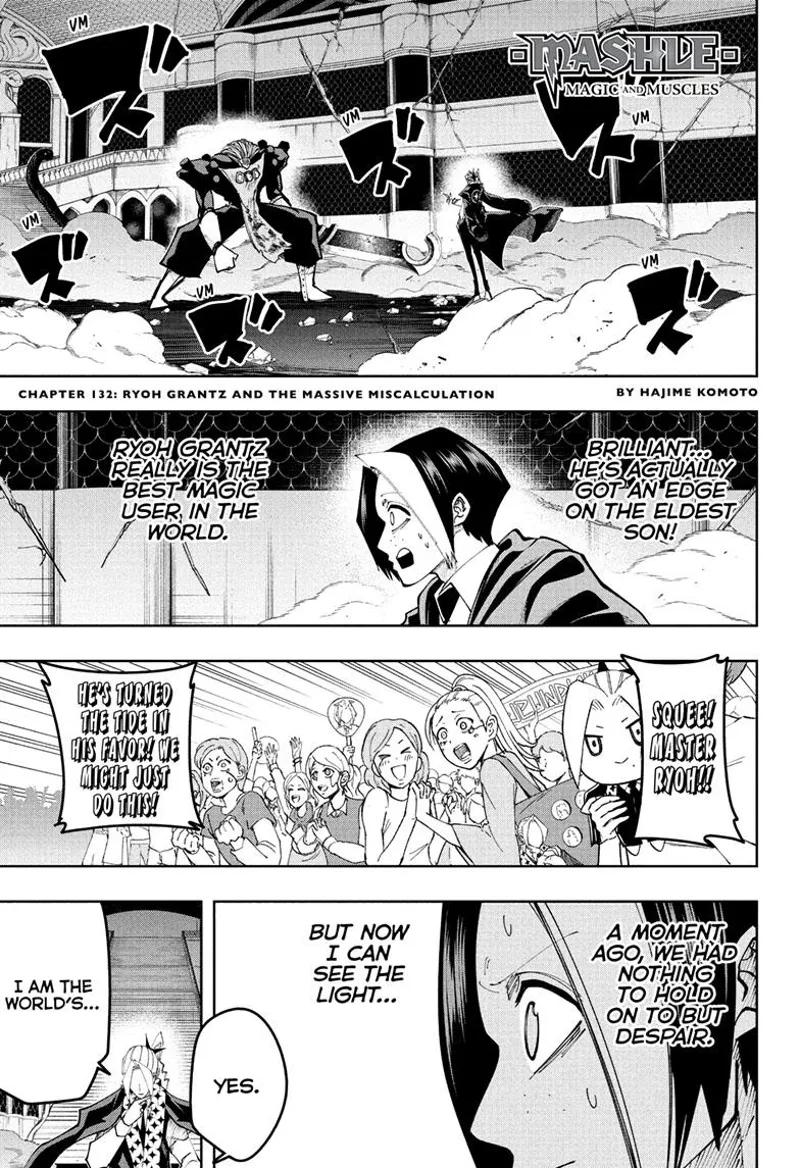 -MASHLE-
MAGIC AND MUSCLES
VM
VM
VM
VM
VM
VM
ズ
ズ
ズ
ズ
ズ
ズ
CHAPTER 132: RYOH GRANTZ AND THE MASSIVE MISCALCULATION
BY HAJIME KOMOTO
BRILLIANT...
HE'S ACTUALLY
GOT AN EDGE
ON THE ELDEST
SON!
RYOH GRANTZ
REALLY IS THE
BEST MAGIC
USER IN THE
WORLD.
SQUEE!
MASTER
RYOH!!
HE'S TURNED
THE TIDE IN
HIS FAVOR! WE
MIGHT JUST
DO THIS!
A MOMENT
AGO, WE HAD
NOTHING
TO HOLD
ON TO BUT
DESPAIR.
BUT NOW
I CAN
SEE THE
LIGHT...
YES.
I AM THE
WORLD'S...